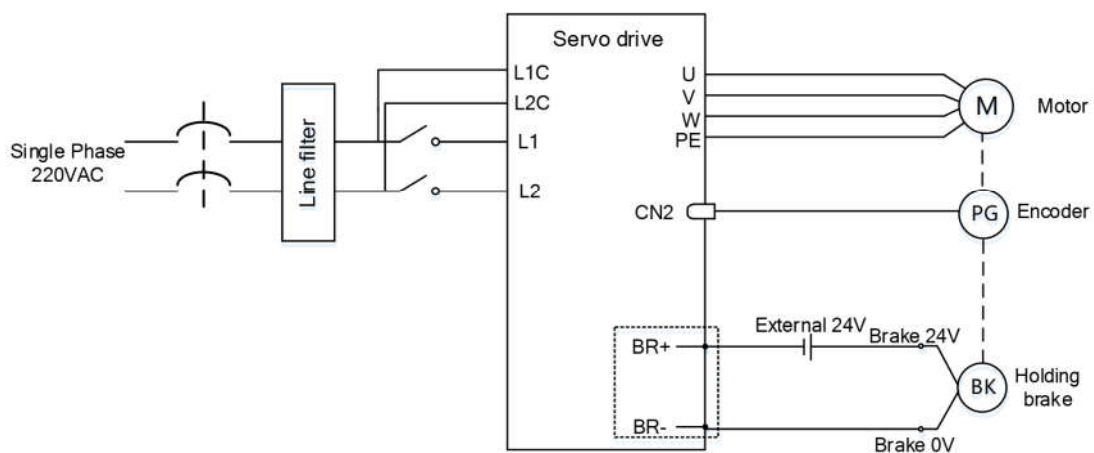 Servo drive
L1C
L2C
L1
L2
Single Phase
220VAC
Line filter
U
V
W
PE
M
Motor
CN2
PG
Encoder
External 24V
Brake 24V
BR+
BK
Holding
brake
BR-
Brake 0V